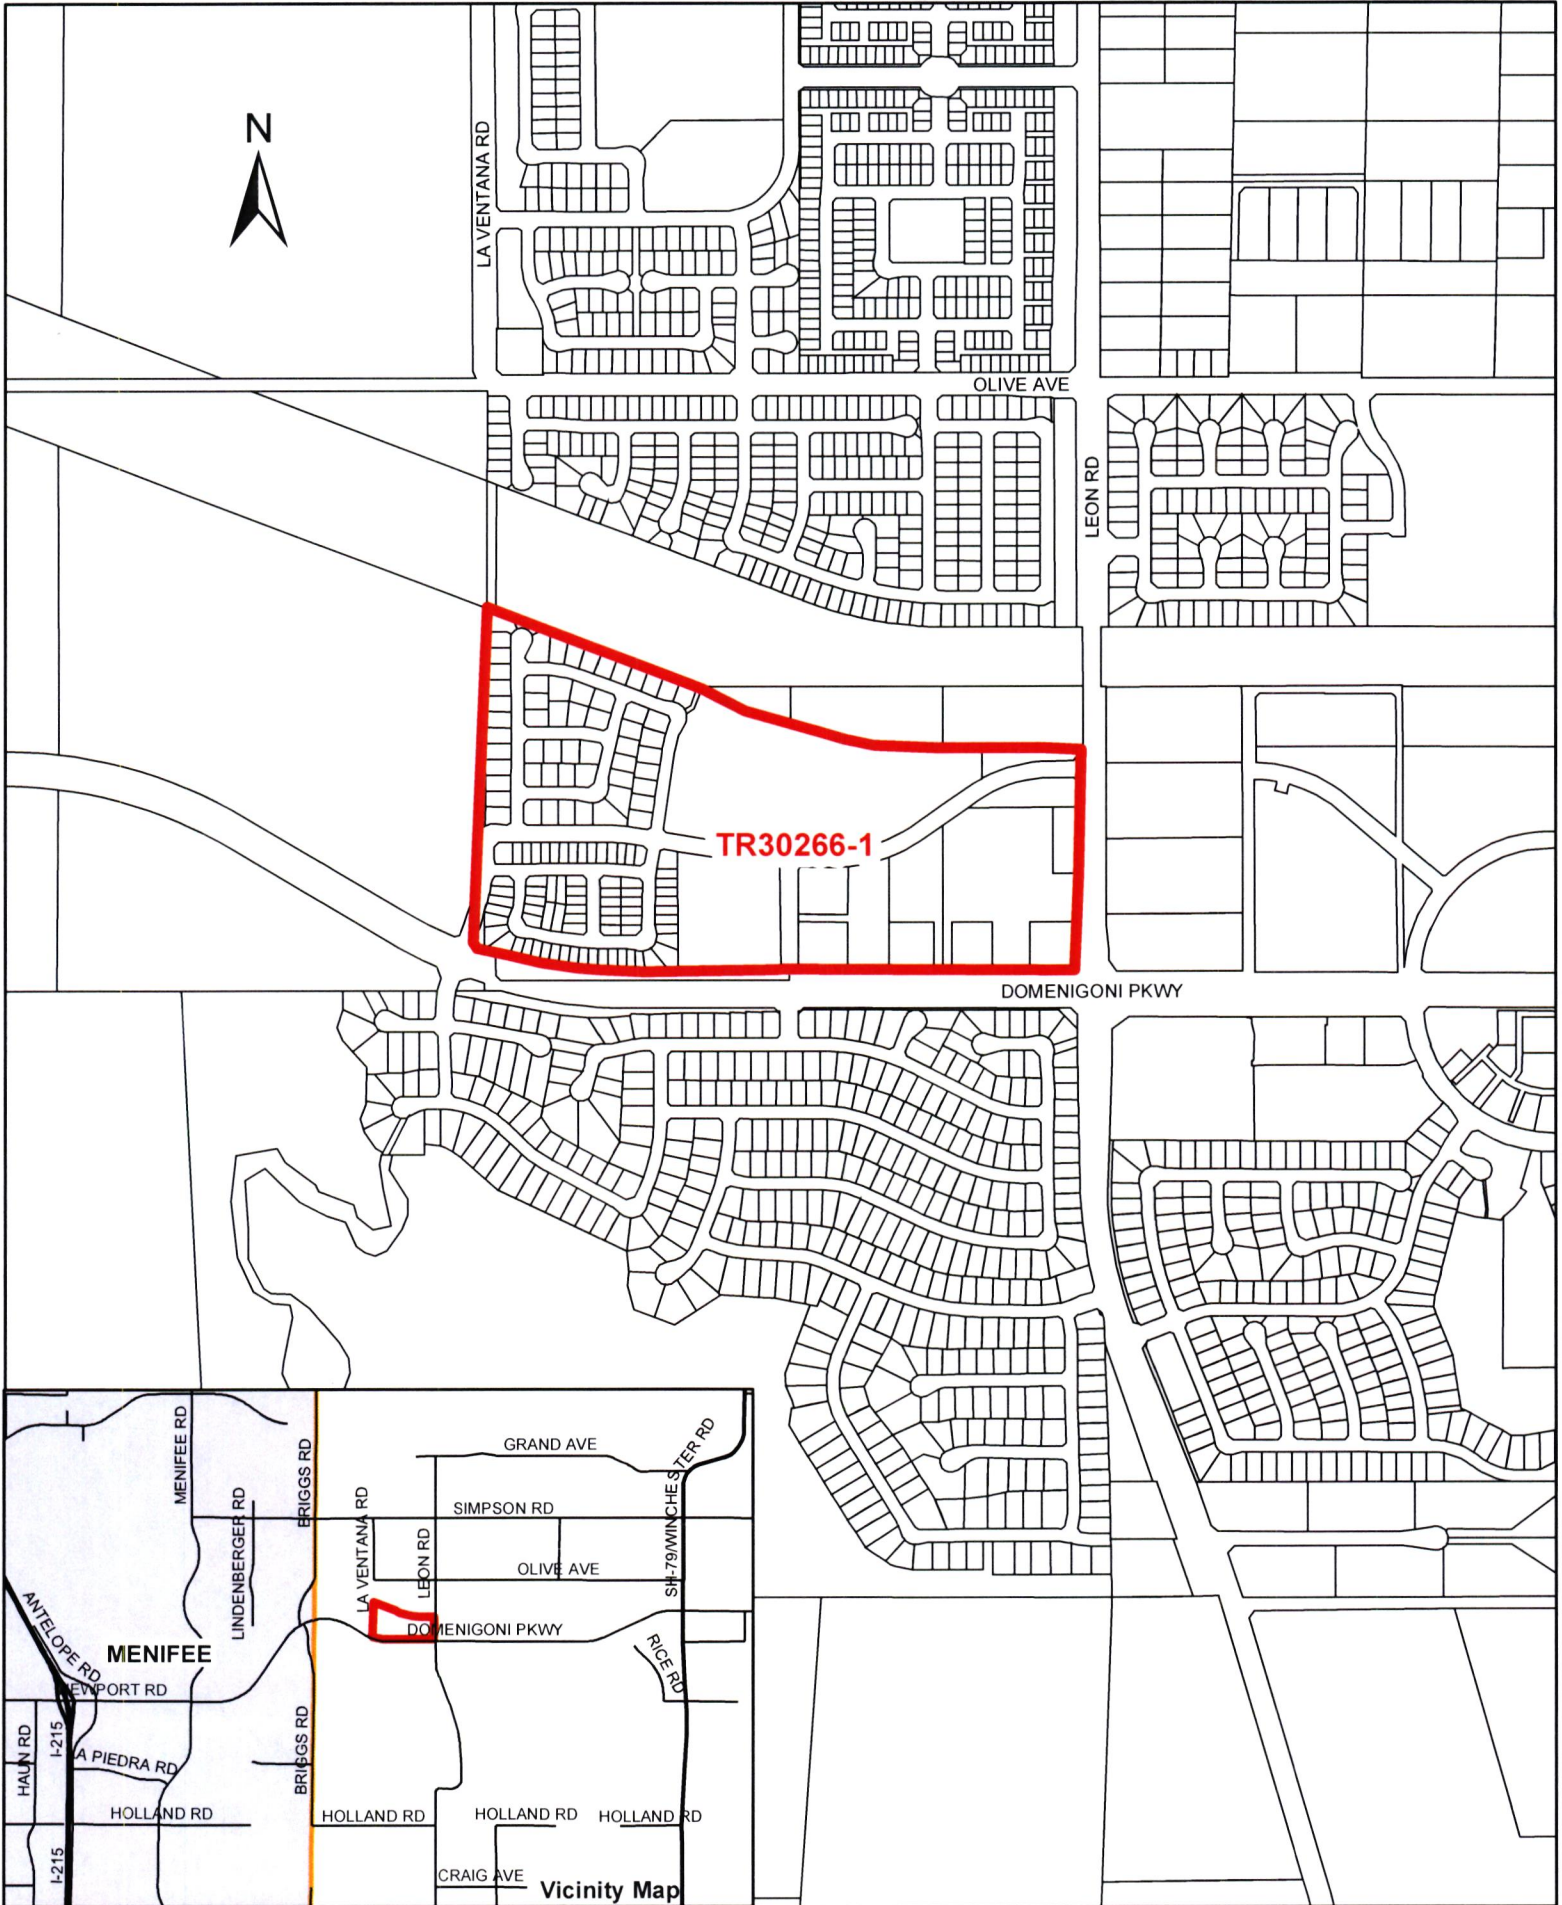 N
LA VENTANA RD
OLIVE AVE
LEON RD
TR30266-1
DOMENIGONI PKWY
MENIFEE RD
BRIGGS RD
GRAND AVE
SH-79/WINCHESTER RD
LINDENBERGER RD
LA VENTANA RD
SIMPSON RD
LEON RD
OLIVE AVE
ANTELOPE RD
MENIFEE
DOMENIGONI PKWY
RICE RD
EWPORT RD
HAUN RD
I-215
A PIEDRA RD
BRIGGS RD
HOLLAND RD
HOLLAND RD
HOLLAND RD
HOLLAND RD
I-215
CRAIG AVE
Vicinity Map